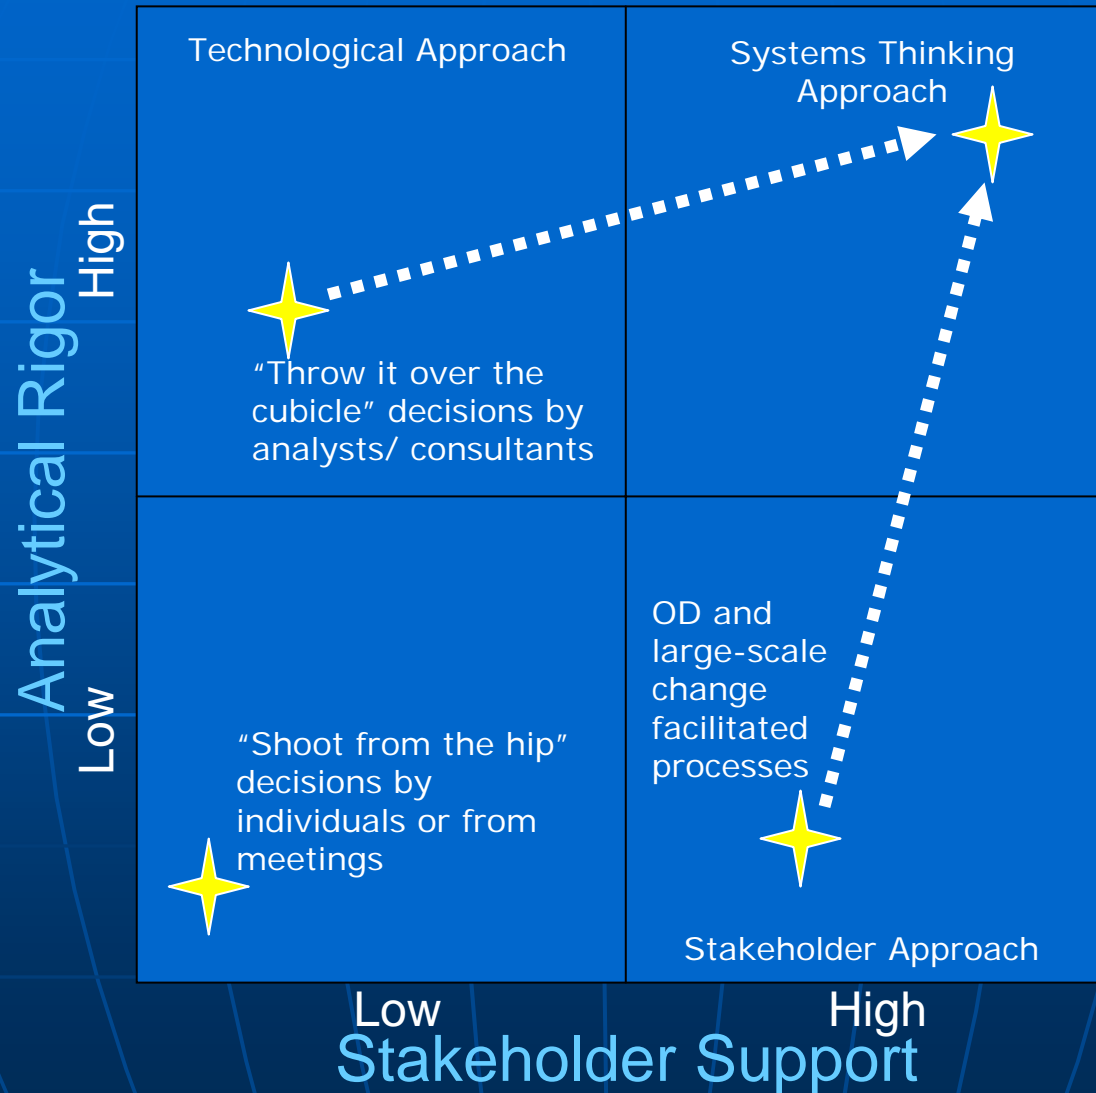 Technological Approach
Systems Thinking
Approach
High
Analytical Rigor
Low
“Throw it over the
cubicle” decisions by
analysts/ consultants
OD and
large-scale
change
facilitated
processes
“Shoot from the hip”
decisions by
individuals or from
meetings
Stakeholder Approach
Low
High
Stakeholder Support